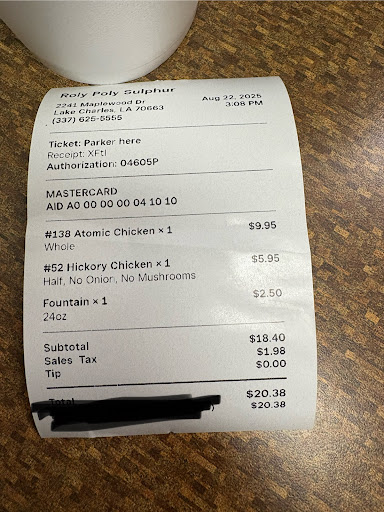 Roly Poly Sulphur
2241 Maplewood Dr Aug 22, 2025
Lake Charles, LA 70663 3:08 PM
(337) 625-5555
Ticket: Parker here
Receipt: XFtI
Authorization: 04605P
MASTERCARD
AID A0 00 00 00 04 10 10
#138 Atomic Chicken × 1 $9.95
Whole
#52 Hickory Chicken × 1 $5.95
Half, No Onion, No Mushrooms
Fountain × 1 $2.50
24oz
Subtotal $18.40
Sales Tax $1.98
Tip $0.00
Total $20.38
$20.38